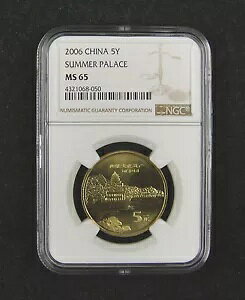 2006 CHINA 5Y
SUMMER PALACE
MS 65
4321068-050
NUMISMATIC GUARANTY CORPORATION
NGC
5元